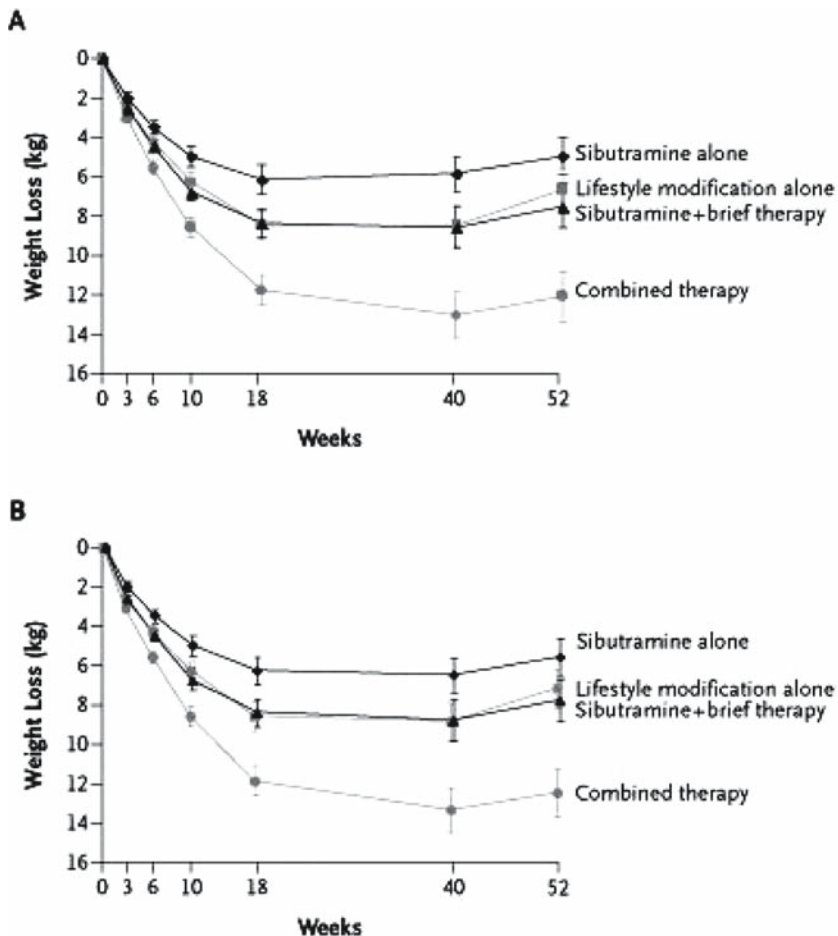 A
0
2
4
6
8
10
12
14
16
Weight Loss (kg)
Sibutramine alone
Lifestyle modification alone
Sibutramine+brief therapy
Combined therapy
0 3 6 10 18 40 52
Weeks
B
0
2
4
6
8
10
12
14
16
Weight Loss (kg)
Sibutramine alone
Lifestyle modification alone
Sibutramine+brief therapy
Combined therapy
0 3 6 10 18 40 52
Weeks